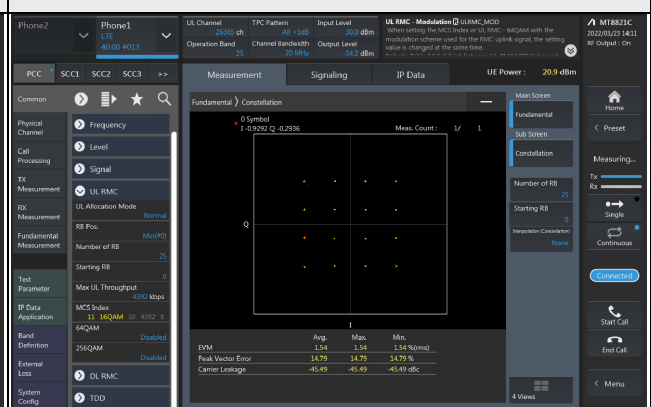 Phone2
Phone1
LTE
40.00 #013
UL Channel
26365 ch
TPC Pattern
All +3dB
Input Level
30.0 dBm
Operation Band
25
Channel Bandwidth
20 MHz
Output Level
-54.2 dBm
UL RMC - Modulation UUMC_MOD
When setting the MCS Index or UL RMC - 64QAM with the
modulation scheme used for the RMC uplink signal, the setting
value is changed at the same time.
MT8821C
2022/03/23 14:11
RF Output : On
PCC
SCC1
SCC2
SCC3
>>
Measurement
Signaling
IP Data
UE Power : 20.9 dBm
Common
Physical
Channel
Call
Processing
TX
Measurement
RX
Measurement
Fundamental
Measurement
Test
Parameter
IP Data
Application
Band
Definition
External
Loss
System
Config
Frequency
Level
Signal
UL RMC
UL Allocation Mode
Normal
RB Pos.
Min(#0)
Number of RB
25
Starting RB
0
Max UL Throughput
4392 kbps
MCS Index
11 16QAM 10 4392 8
64QAM
Disabled
256QAM
Disabled
DL RMC
TDD
Fundamental ❭ Constellation
0 Symbol
I -0.9292 Q -0.2936
Meas. Count : 1/ 1
Q
I
Avg. Max. Min.
EVM 1.54 1.54 1.54 %(rms)
Peak Vector Error 14.79 14.79 14.79 %
Carrier Leakage -45.49 -45.49 -45.49 dBc
Main Screen
Fundamental
Sub Screen
Constellation
Number of RB
25
Starting RB
0
Interpolation (Constellation)
None
4 Views
Home
< Preset
Measuring...
Tx
Rx
Single
Continuous
Connected
Start Call
End Call
< Menu